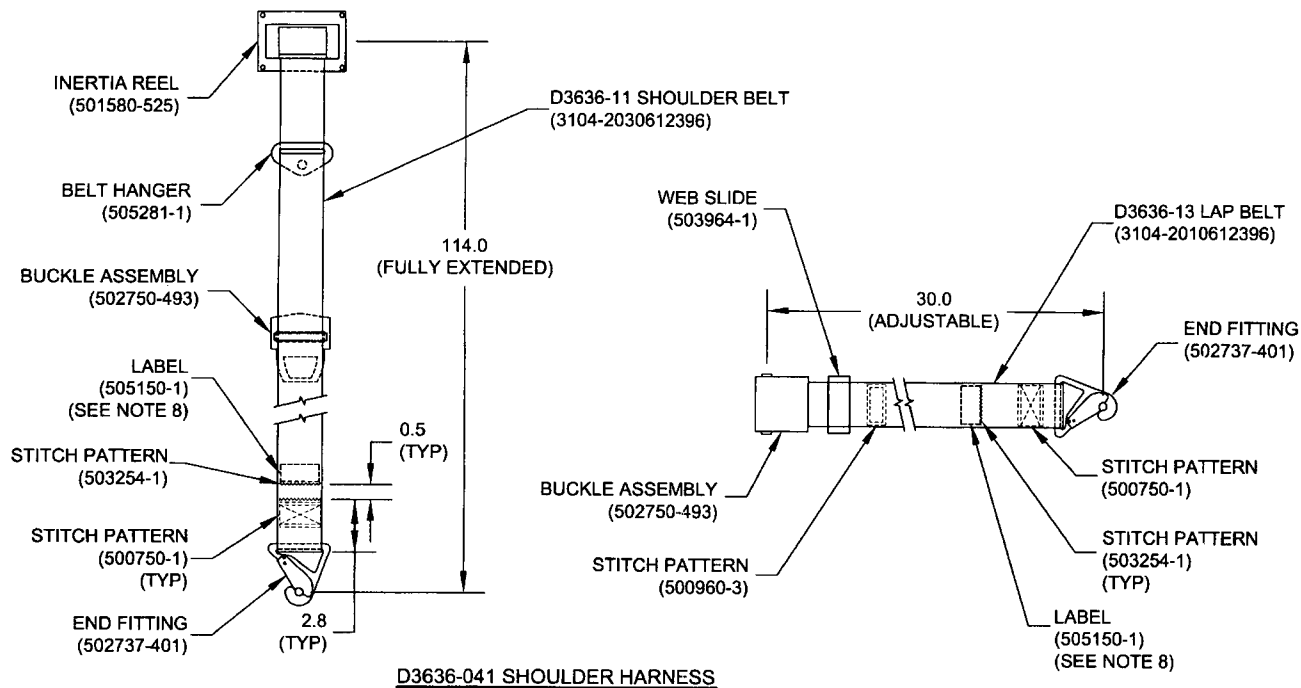 INERTIA REEL
(501580-525)
D3636-11 SHOULDER BELT
(3104-2030612396)
BELT HANGER
(505281-1)
114.0
(FULLY EXTENDED)
BUCKLE ASSEMBLY
(502750-493)
LABEL
(505150-1)
(SEE NOTE 8)
0.5
(TYP)
STITCH PATTERN
(503254-1)
STITCH PATTERN
(500750-1)
(TYP)
END FITTING
(502737-401)
2.8
(TYP)
WEB SLIDE
(503964-1)
D3636-13 LAP BELT
(3104-2010612396)
30.0
(ADJUSTABLE)
END FITTING
(502737-401)
BUCKLE ASSEMBLY
(502750-493)
STITCH PATTERN
(500750-1)
STITCH PATTERN
(500960-3)
STITCH PATTERN
(503254-1)
(TYP)
LABEL
(505150-1)
(SEE NOTE 8)
D3636-041 SHOULDER HARNESS